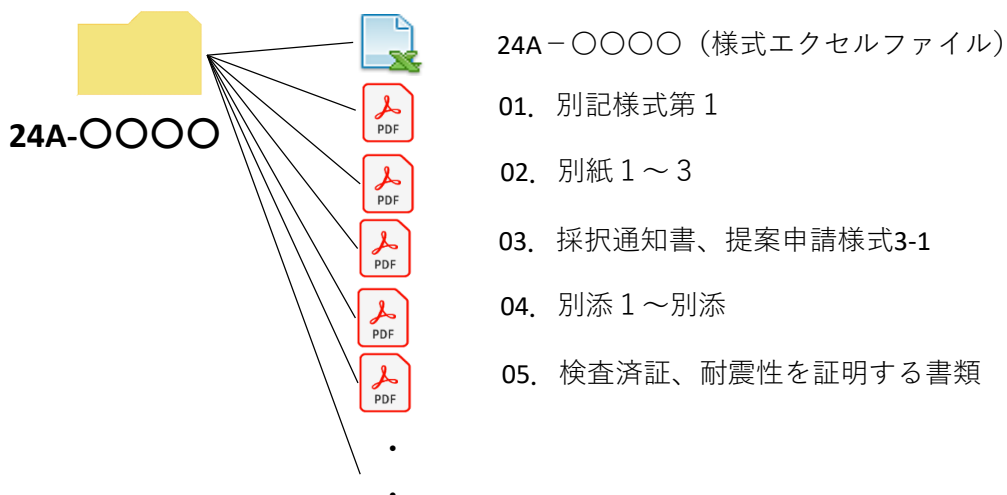 24A－〇〇〇〇（様式エクセルファイル）
24A-〇〇〇〇
PDF
01．別記様式第１
PDF
02．別紙１～３
PDF
03．採択通知書、提案申請様式3-1
PDF
04．別添１～別添
PDF
05．検査済証、耐震性を証明する書類
・
・